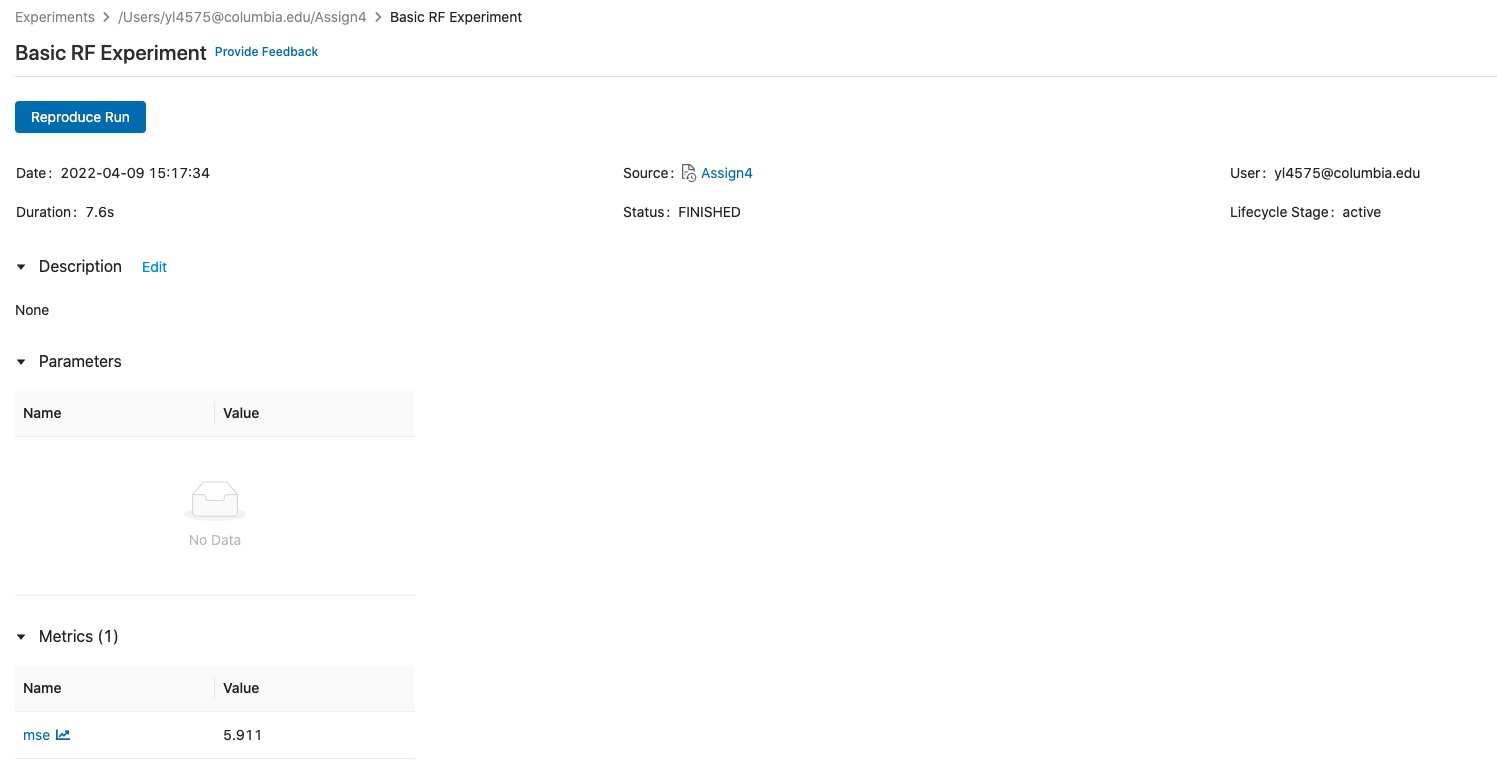 Experiments > /Users/yl4575@columbia.edu/Assign4 > Basic RF Experiment
Basic RF Experiment Provide Feedback
Reproduce Run
Date: 2022-04-09 15:17:34 Source: Assign4 User: yl4575@columbia.edu
Duration: 7.6s Status: FINISHED Lifecycle Stage: active
Description Edit
None
Parameters
Name Value
No Data
Metrics (1)
Name Value
mse 5.911